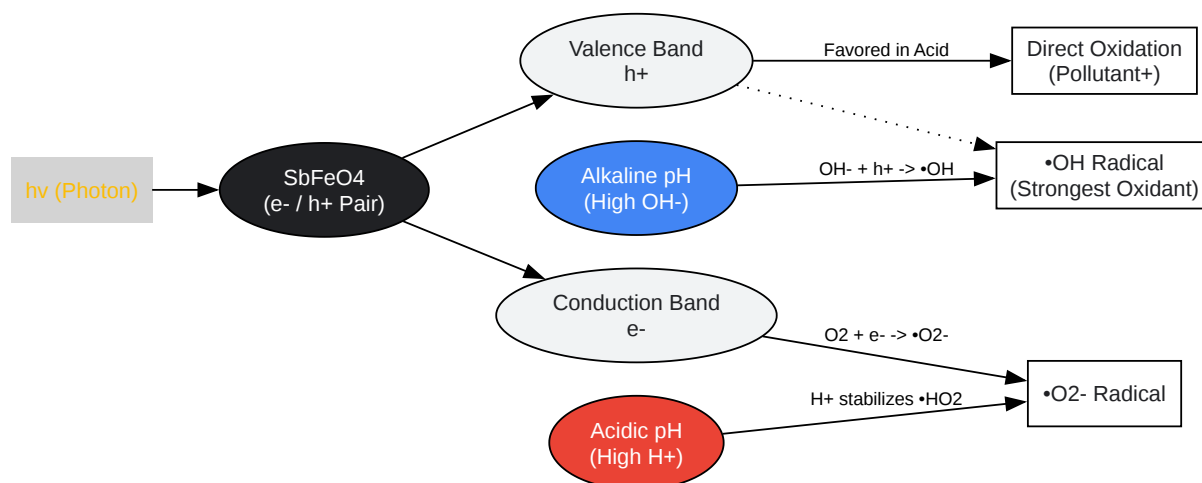 hv (Photon)
SbFeO4
(e- / h+ Pair)
Valence Band
h+
Favored in Acid
Direct Oxidation
(Pollutant+)
Alkaline pH
(High OH-)
OH- + h+ -> •OH
•OH Radical
(Strongest Oxidant)
Conduction Band
e-
O2 + e- -> •O2-
•O2- Radical
Acidic pH
(High H+)
H+ stabilizes •HO2